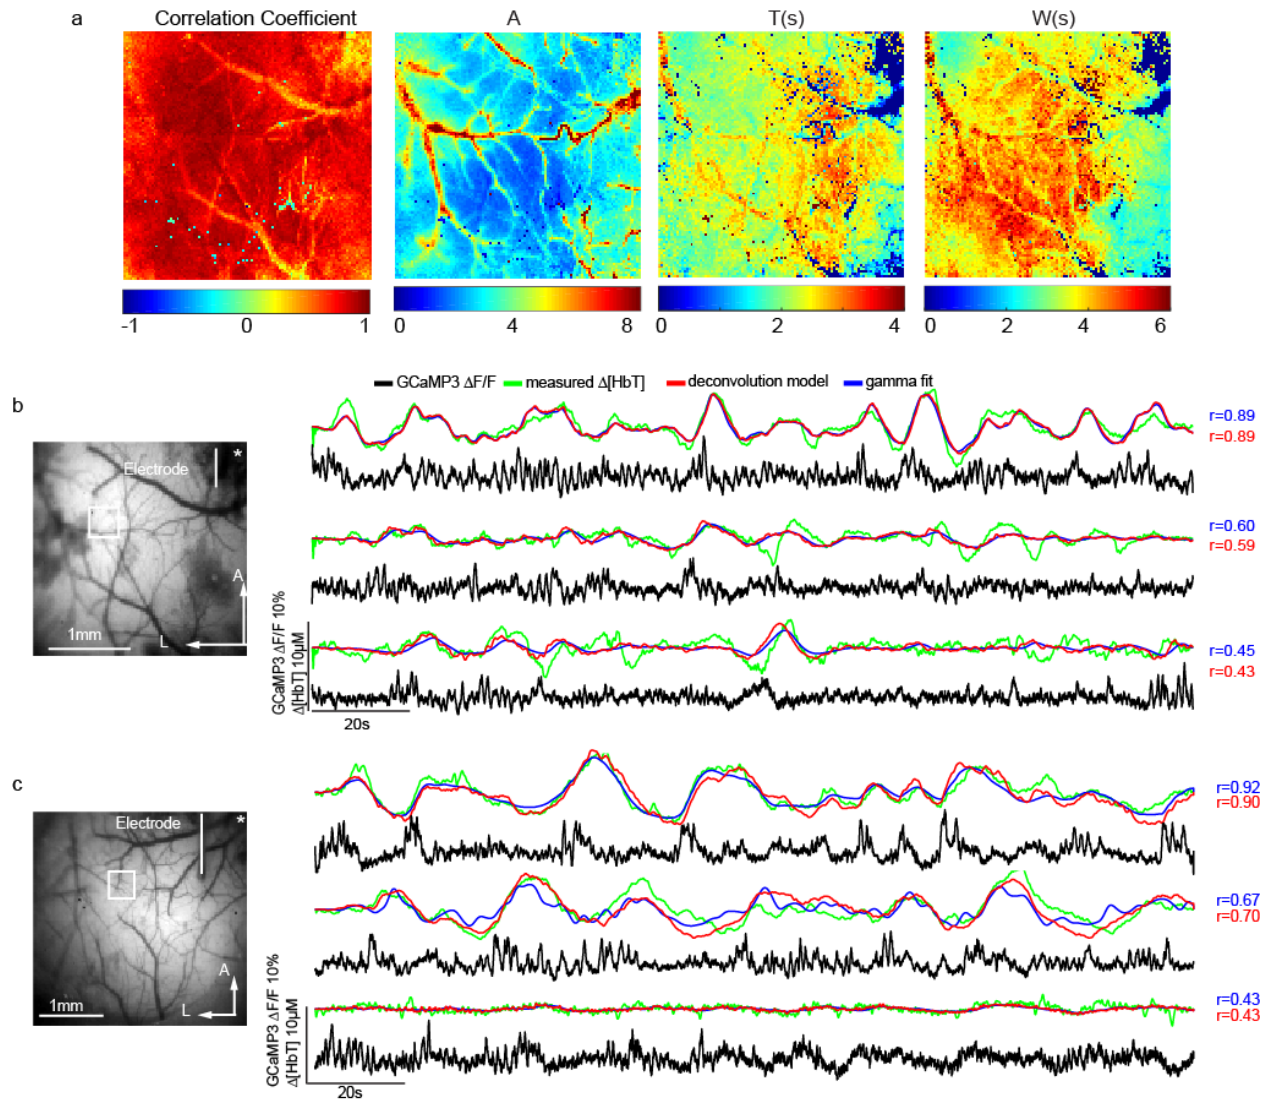 a
Correlation Coefficient A T(s) W(s)
-1 0 1 0 4 8 0 2 4 0 2 4 6
GCaMP3 ΔF/F measured Δ[HbT] deconvolution model gamma fit
b
Electrode
*
A
L
1mm
r=0.89
r=0.89
r=0.60
r=0.59
r=0.45
r=0.43
GCaMP3 ΔF/F 10%
Δ[HbT] 10μM
20s
c
Electrode
*
A
L
1mm
r=0.92
r=0.90
r=0.67
r=0.70
r=0.43
r=0.43
GCaMP3 ΔF/F 10%
Δ[HbT] 10μM
20s